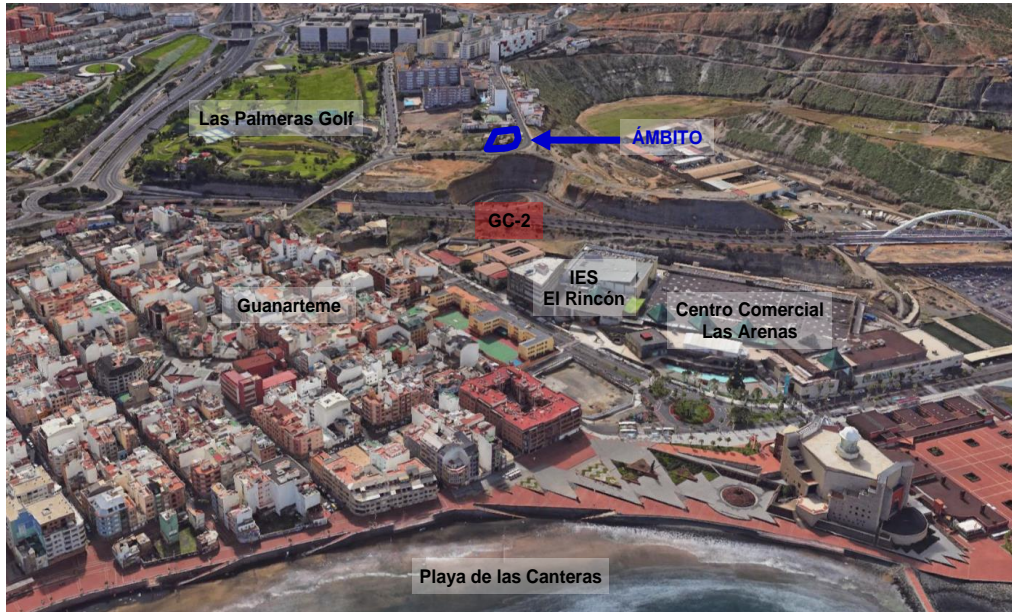 Las Palmeras Golf
ÁMBITO
GC-2
IES
El Rincón
Guanarteme
Centro Comercial
Las Arenas
Playa de las Canteras